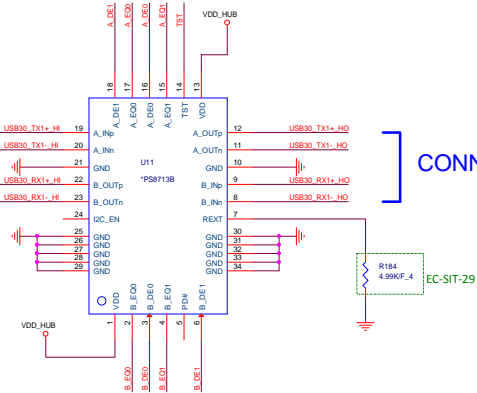 A_DE1
A_EQ0
A_DE0
A_EQ1
TST
VDD_HUB
18
17
16
15
14
13
A_DE1
A_EQ0
A_DE0
A_EQ1
TST
VDD
USB30_TX1+_HI 19 A_INp A_OUTp 12 USB30_TX1+_HO
USB30_TX1-_HI 20 A_INn A_OUTn 11 USB30_TX1-_HO
21 GND U11 GND 10
USB30_RX1+_HI 22 B_OUTp *PS8713B B_INp 9 USB30_RX1+_HO
USB30_RX1-_HI 23 B_OUTn B_INn 8 USB30_RX1-_HO
24 I2C_EN REXT 7
CONN
25 GND GND 30
26 GND GND 31
27 GND GND 32
28 GND GND 33
29 GND GND 34
R184
4.99K/F_4
EC-SIT-29
VDD
B_EQ0
B_DE0
B_EQ1
PD#
B_DE1
1
2
3
4
5
6
VDD_HUB
B_EQ0
B_DE0
B_EQ1
B_DE1